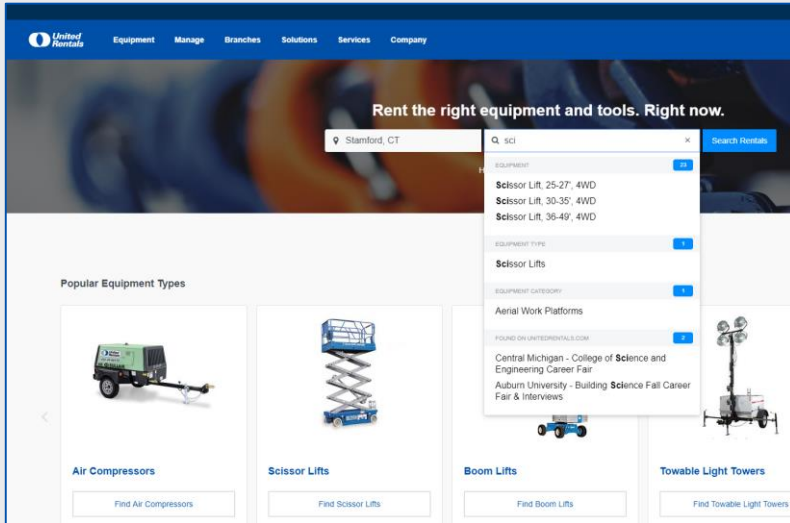 United
Rentals
Equipment
Manage
Branches
Solutions
Services
Company
Rent the right equipment and tools. Right now.
Stamford, CT
sci
×
Search Rentals
H
EQUIPMENT
23
Scissor Lift, 25-27', 4WD
Scissor Lift, 30-35', 4WD
Scissor Lift, 36-49', 4WD
EQUIPMENT TYPE
1
Scissor Lifts
EQUIPMENT CATEGORY
1
Aerial Work Platforms
FOUND ON UNITEDRENTALS.COM
2
Central Michigan - College of Science and
Engineering Career Fair
Auburn University - Building Science Fall Career
Fair & Interviews
Popular Equipment Types
Air Compressors
Scissor Lifts
Boom Lifts
Towable Light Towers
Find Air Compressors
Find Scissor Lifts
Find Boom Lifts
Find Towable Light Towers